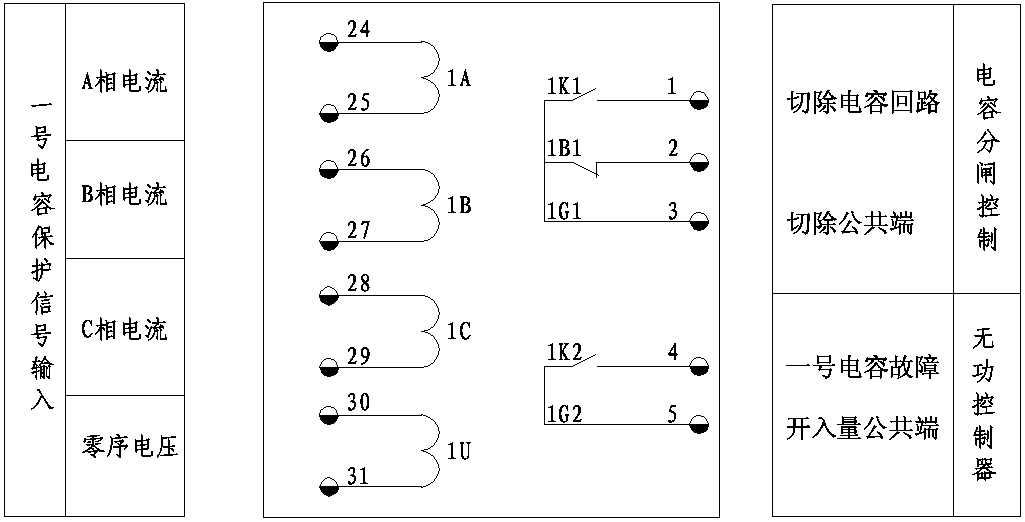 一号电容保护信号输入
A相电流
B相电流
C相电流
零序电压
24
25
1A
26
27
1B
28
29
1C
30
31
1U
1K1 1
1B1 2
1G1 3
1K2 4
1G2 5
切除电容回路
切除公共端
电容分闸控制
一号电容故障
开入量公共端
无功控制器